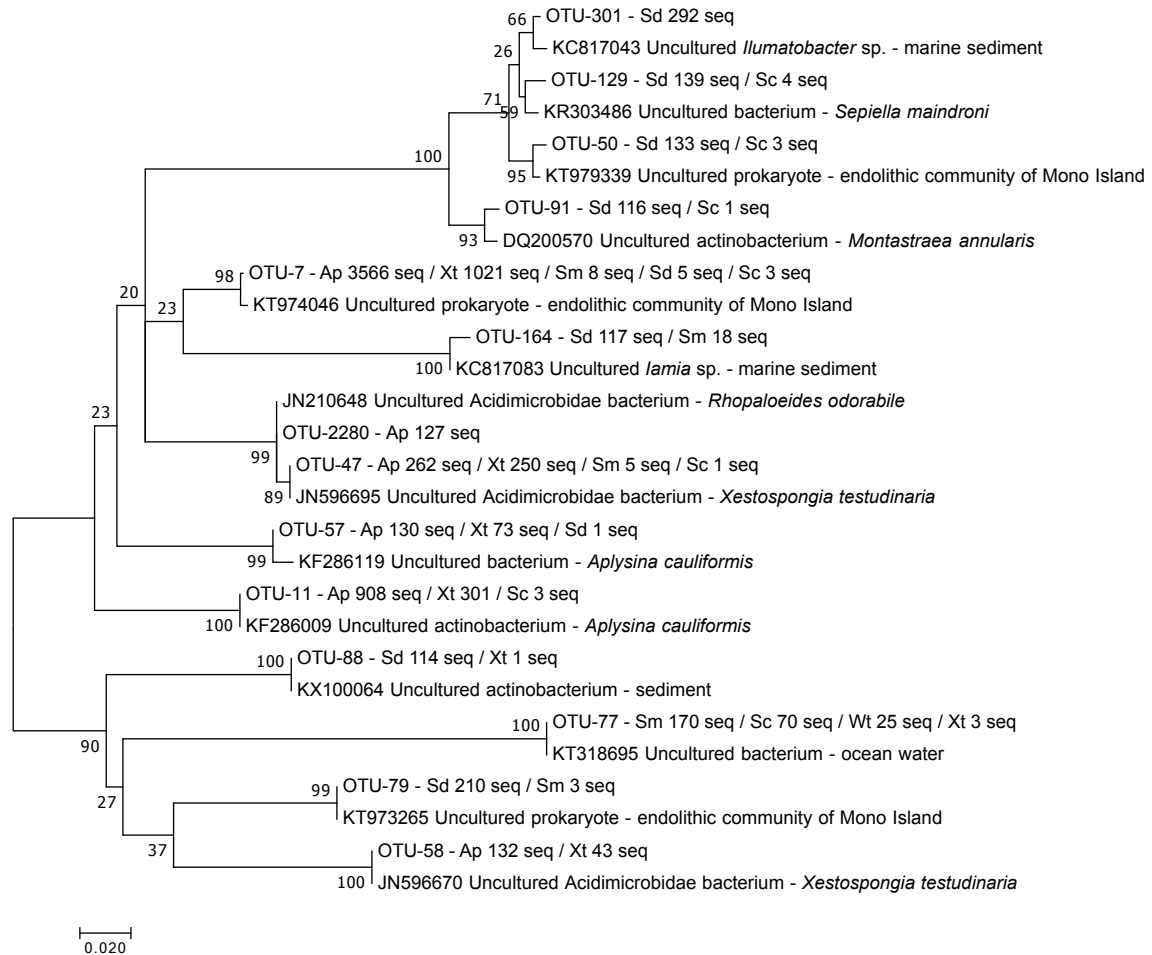 66
OTU-301 - Sd 292 seq
26
KC817043 Uncultured Ilumatobacter sp. - marine sediment
OTU-129 - Sd 139 seq / Sc 4 seq
71
59
KR303486 Uncultured bacterium - Sepiella maindroni
OTU-50 - Sd 133 seq / Sc 3 seq
100
95
KT979339 Uncultured prokaryote - endolithic community of Mono Island
OTU-91 - Sd 116 seq / Sc 1 seq
93
DQ200570 Uncultured actinobacterium - Montastraea annularis
98
OTU-7 - Ap 3566 seq / Xt 1021 seq / Sm 8 seq / Sd 5 seq / Sc 3 seq
20
23
KT974046 Uncultured prokaryote - endolithic community of Mono Island
OTU-164 - Sd 117 seq / Sm 18 seq
100
KC817083 Uncultured Iamia sp. - marine sediment
JN210648 Uncultured Acidimicrobidae bacterium - Rhopaloeides odorabile
23
OTU-2280 - Ap 127 seq
99
OTU-47 - Ap 262 seq / Xt 250 seq / Sm 5 seq / Sc 1 seq
89
JN596695 Uncultured Acidimicrobidae bacterium - Xestospongia testudinaria
OTU-57 - Ap 130 seq / Xt 73 seq / Sd 1 seq
99
KF286119 Uncultured bacterium - Aplysina cauliformis
OTU-11 - Ap 908 seq / Xt 301 / Sc 3 seq
100
KF286009 Uncultured actinobacterium - Aplysina cauliformis
100
OTU-88 - Sd 114 seq / Xt 1 seq
KX100064 Uncultured actinobacterium - sediment
100
OTU-77 - Sm 170 seq / Sc 70 seq / Wt 25 seq / Xt 3 seq
90
KT318695 Uncultured bacterium - ocean water
99
OTU-79 - Sd 210 seq / Sm 3 seq
27
KT973265 Uncultured prokaryote - endolithic community of Mono Island
37
OTU-58 - Ap 132 seq / Xt 43 seq
100
JN596670 Uncultured Acidimicrobidae bacterium - Xestospongia testudinaria
0.020